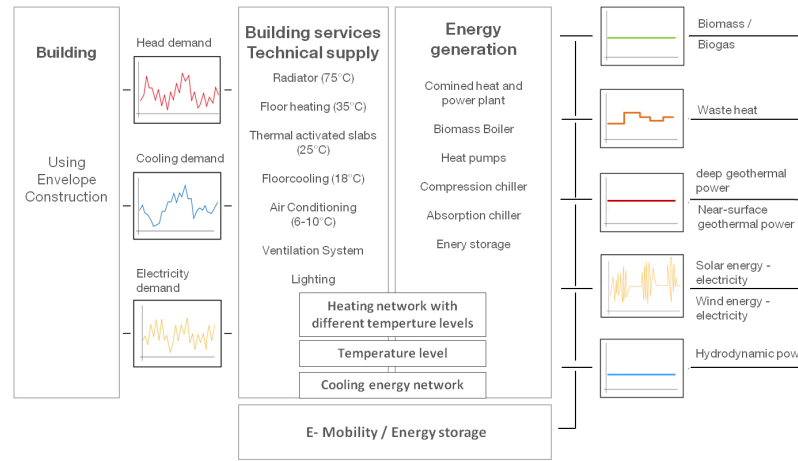 Building
Using
Envelope
Construction
Head demand
Cooling demand
Electricity
demand
Building services
Technical supply
Radiator (75°C)
Floor heating (35°C)
Thermal activated slabs
(25°C)
Floorcooling (18°C)
Air Conditioning
(6-10°C)
Ventilation System
Lighting
Energy
generation
Comined heat and
power plant
Biomass Boiler
Heat pumps
Compression chiller
Absorption chiller
Enery storage
Heating network with
different temperture levels
Temperature level
Cooling energy network
E- Mobility / Energy storage
Biomass /
Biogas
Waste heat
deep geothermal
power
Near-surface
geothermal power
Solar energy -
electricity
Wind energy -
electricity
Hydrodynamic pow